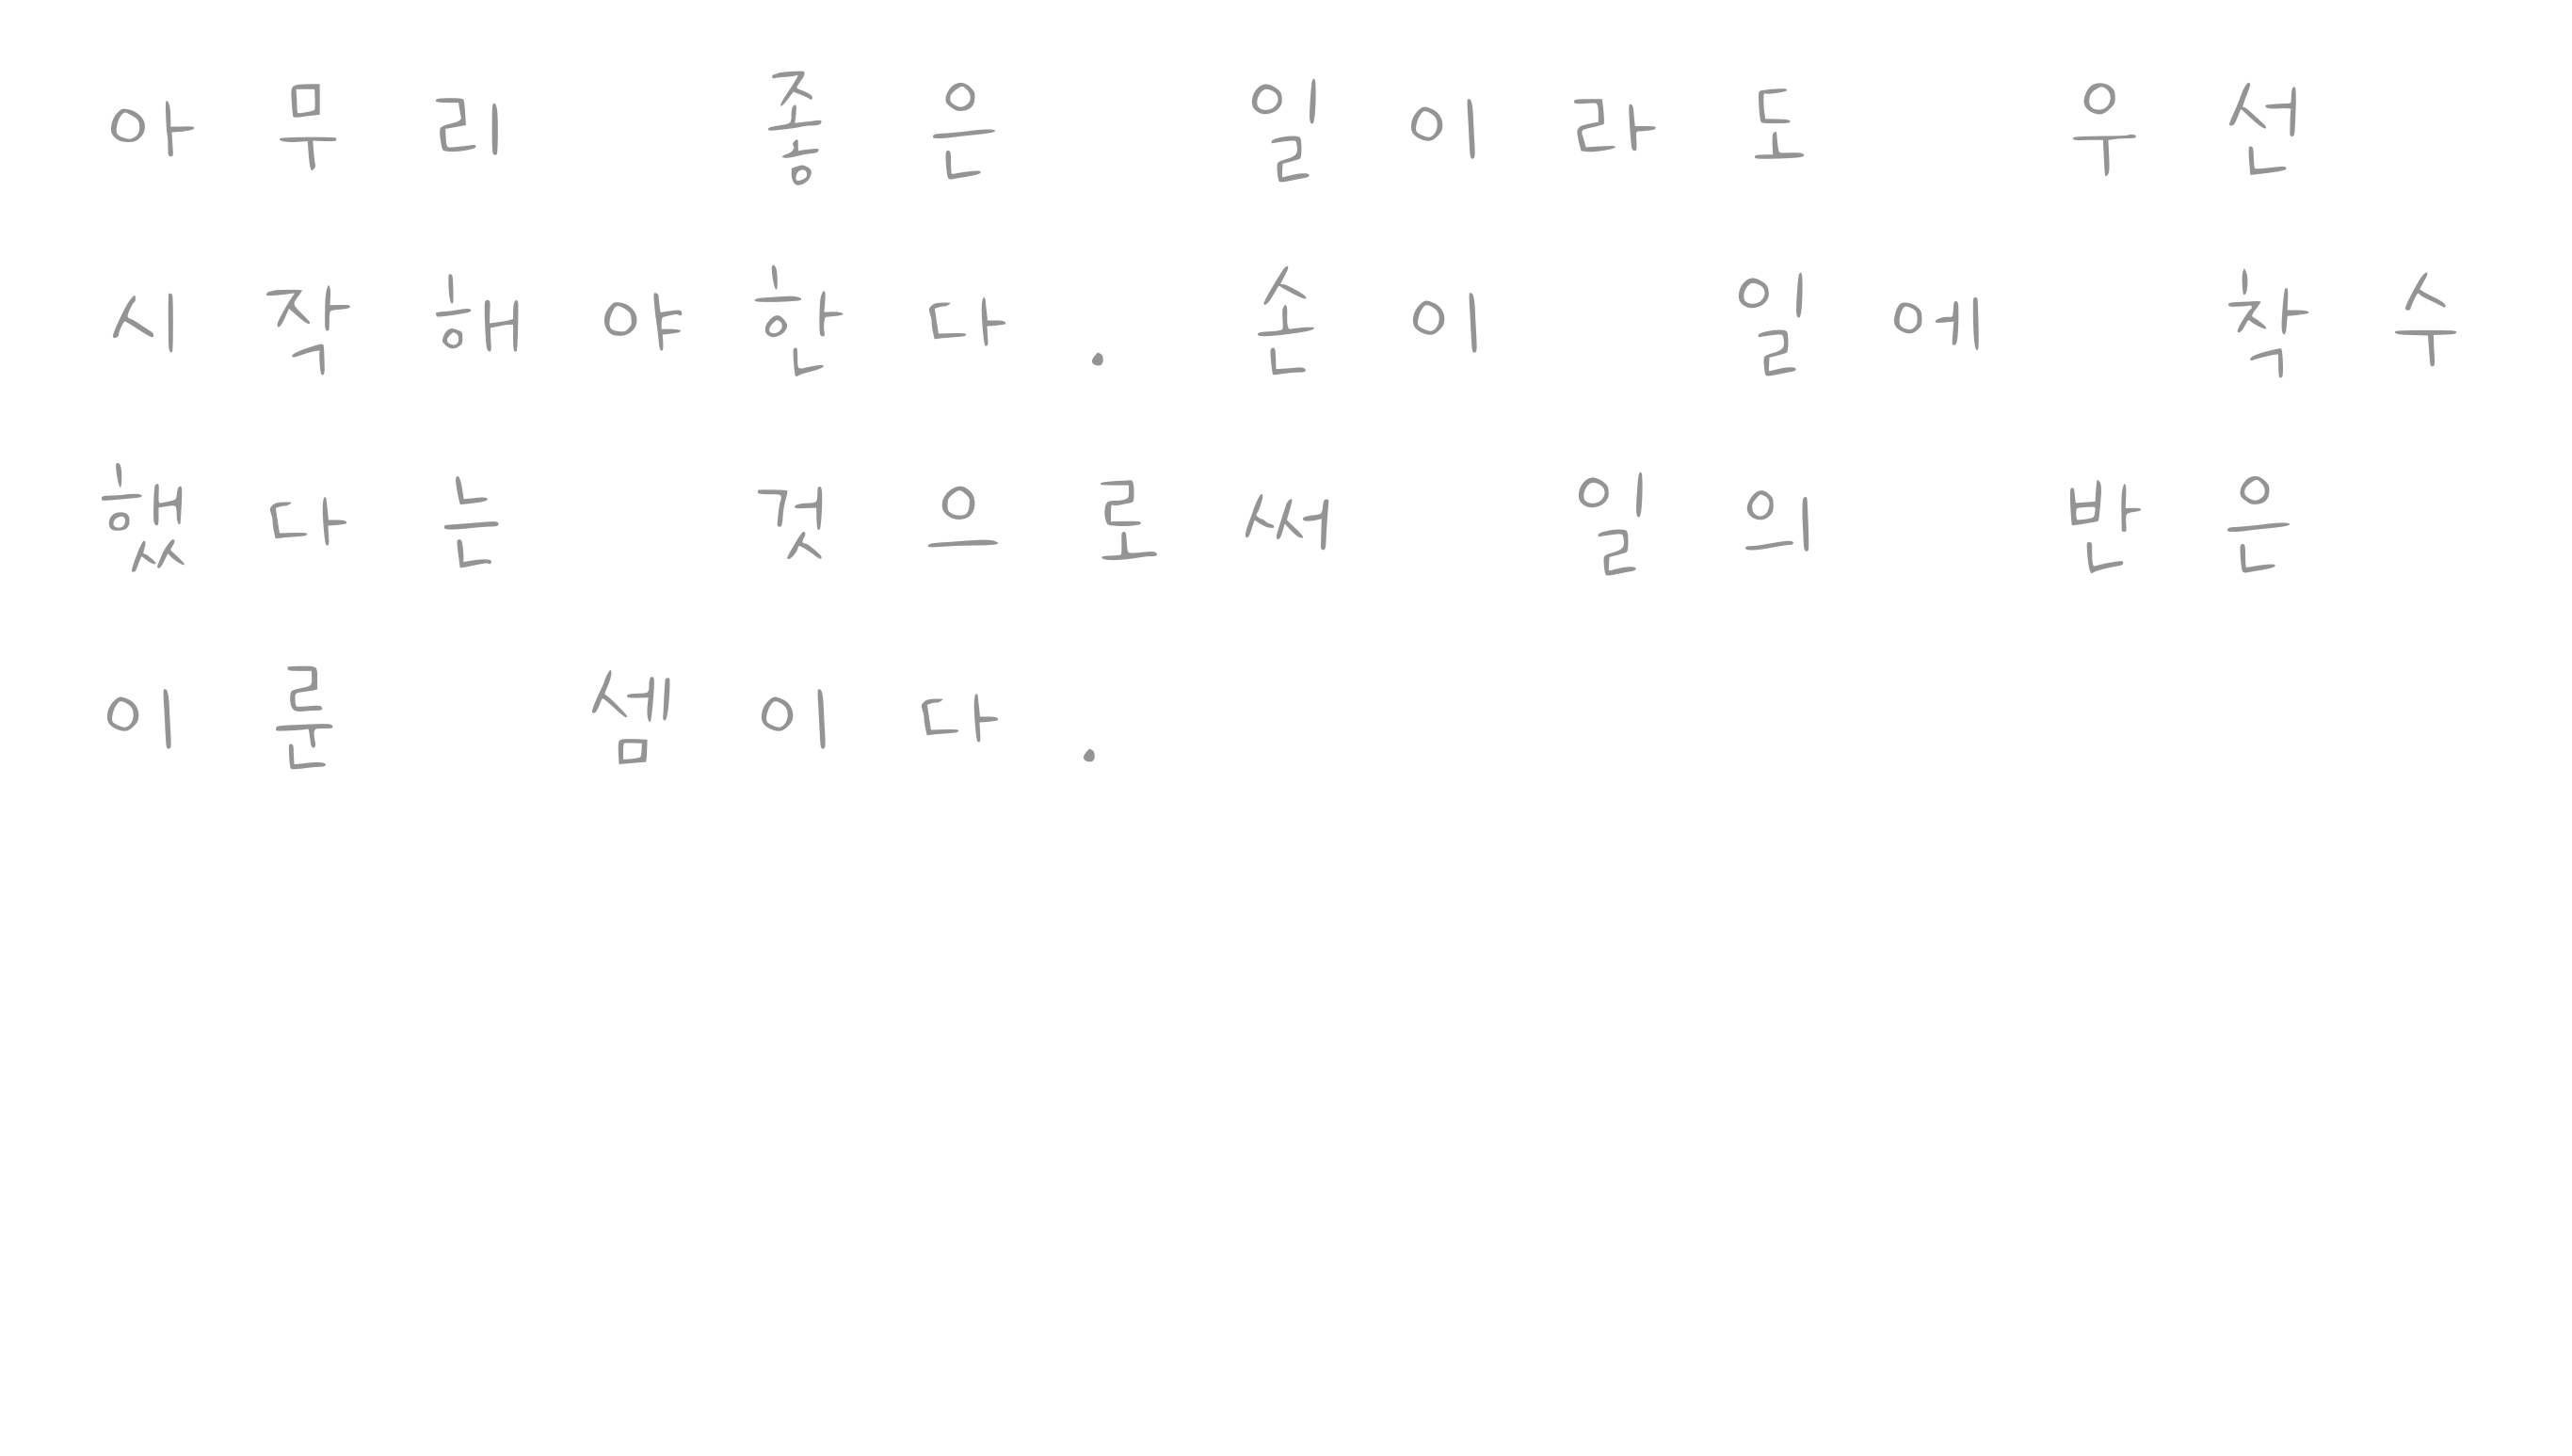 아무리 좋은 일이라도 우선
시작해야한다. 손이 일에 착수
했다는 것으로써 일의 반은
이룬 셈이다.